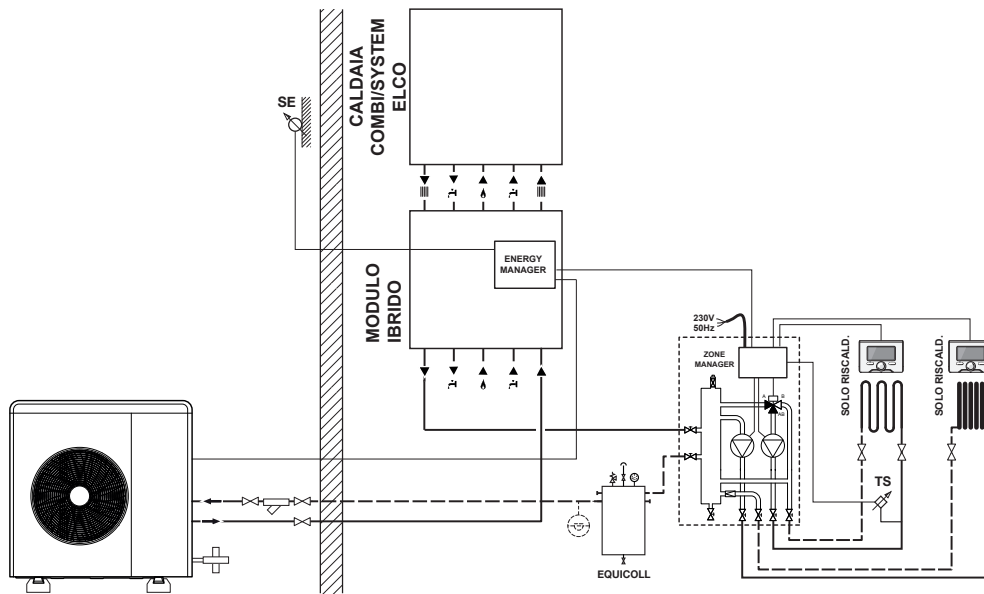 CALDAIA
COMBI/SYSTEM
ELCO
SE
ENERGY
MANAGER
MODULO
IBRIDO
230V
50Hz
ZONE
MANAGER
A
B
AB
SOLO RISCALD.
SOLO RISCALD.
TS
EQUICOLL